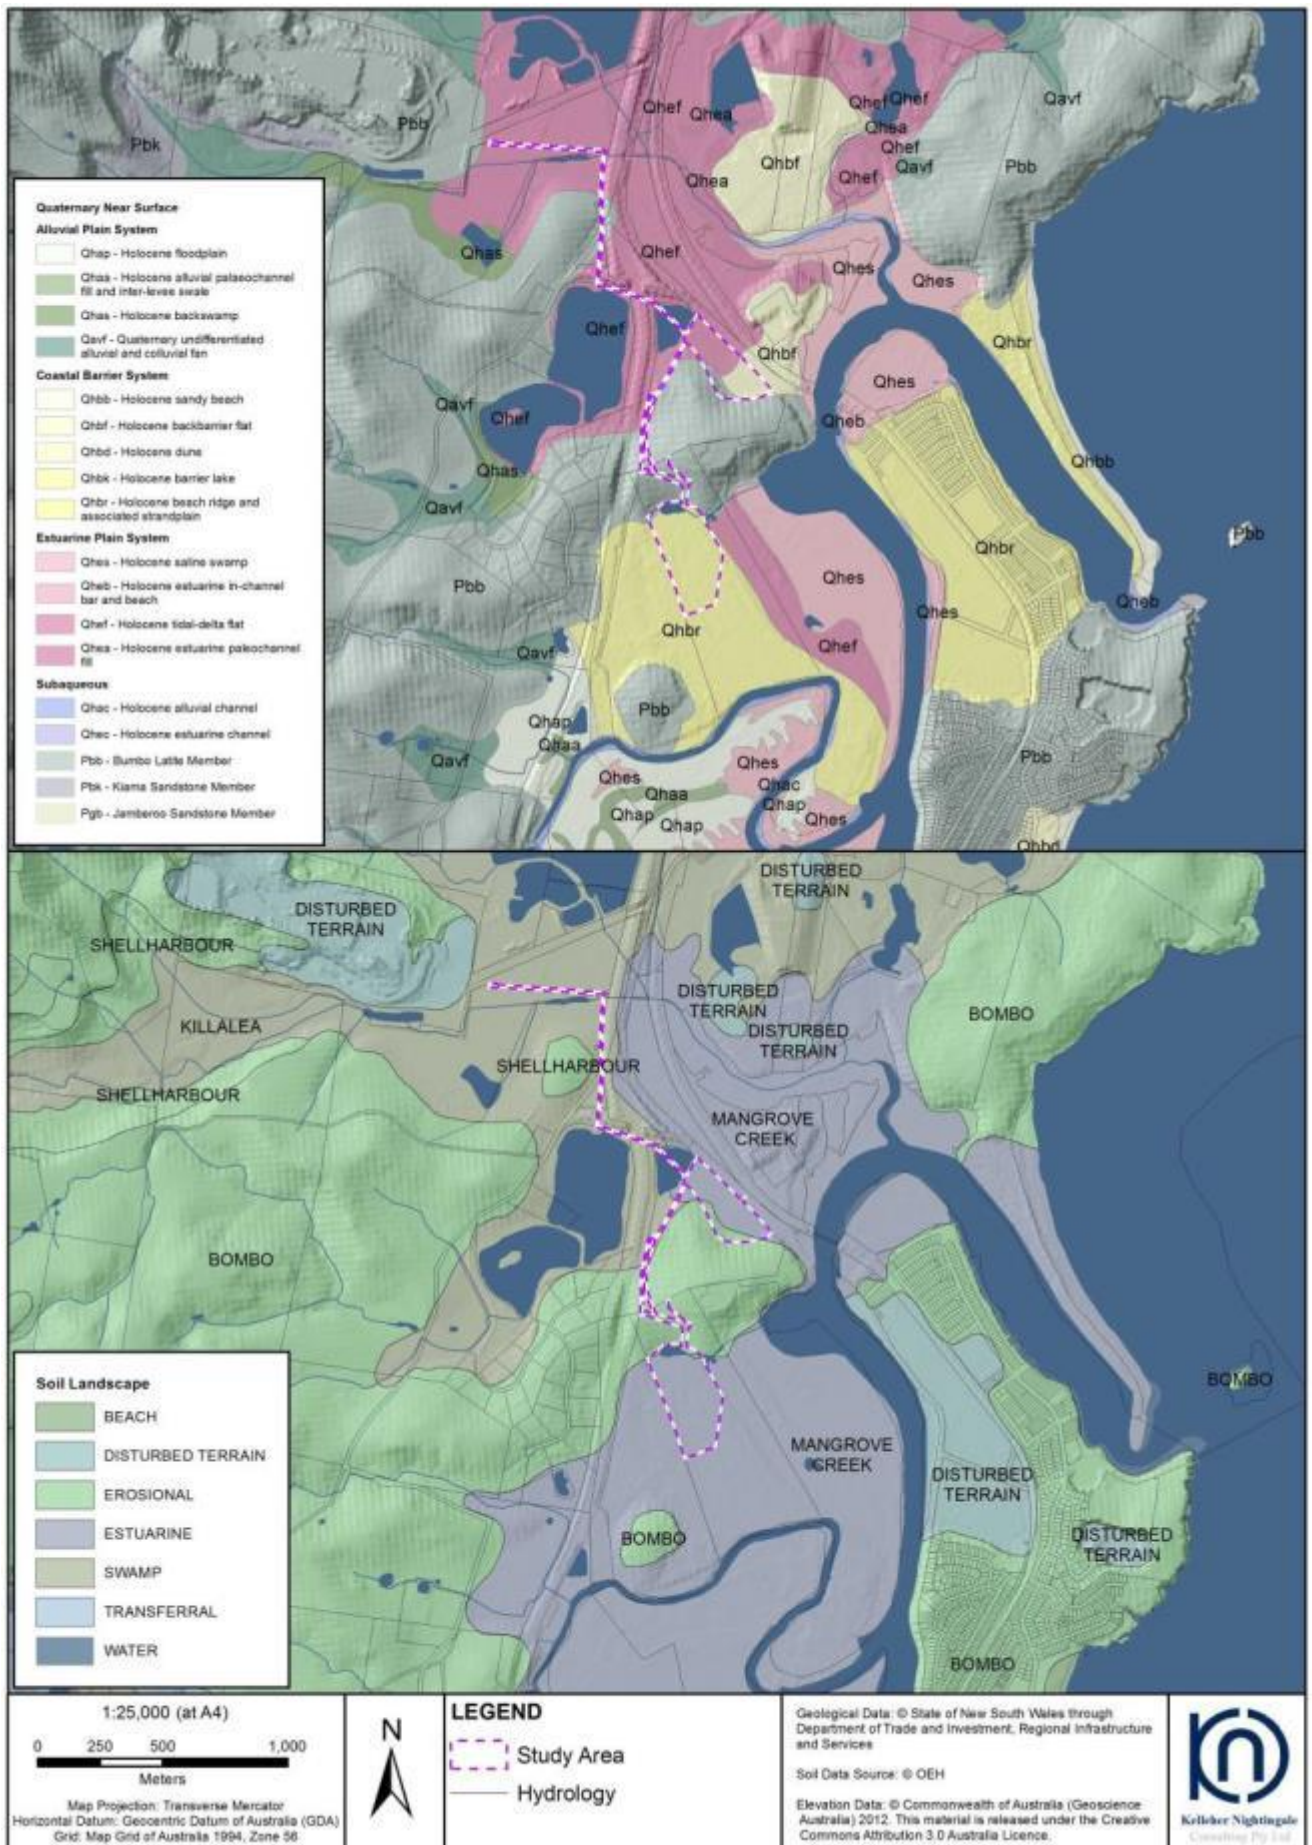 Qhef
Qhea
Qhef
Qhef
Qavf
Pbb
Qhea
Pbk
Qhef
Qhbf
Pbb
Qavf
Qhea
Qhef
Quaternary Near Surface
Alluvial Plain System
Qhap - Holocene floodplain
Qhaa - Holocene alluvial palaeochannel
fill and inter-levee swale
Qhas - Holocene backswamp
Qavf - Quaternary undifferentiated
alluvial and colluvial fan
Coastal Barrier System
Qhbb - Holocene sandy beach
Qhbf - Holocene backbarrier flat
Qhbd - Holocene dune
Qhbk - Holocene barrier lake
Qhbr - Holocene beach ridge and
associated strandplain
Estuarine Plain System
Qhes - Holocene saline swamp
Qheb - Holocene estuarine in-channel
bar and beach
Qhef - Holocene tidal-delta flat
Qhea - Holocene estuarine paleochannel
fill
Subaqueous
Qhac - Holocene alluvial channel
Qhec - Holocene estuarine channel
Pbb - Bumbo Latite Member
Pbk - Kiama Sandstone Member
Pgb - Jamberoo Sandstone Member
Qhas
Qhef
Qhes
Qhes
Qhef
Qhbf
Qhbr
Qhes
Qavf
Qhef
Qheb
Qhas
Qhbb
Qavf
Pbb
Qhbr
Pbb
Qhes
Qheb
Qhes
Qhbr
Qavf
Qhef
Pbb
Qhap
Qhaa
Qavf
Pbb
Qhes
Qhes
Qhac
Qhaa
Qhap
Qhap
Qhap
Qhes
Qhbd
DISTURBED
TERRAIN
DISTURBED
TERRAIN
SHELLHARBOUR
DISTURBED
TERRAIN
BOMBO
KILLALEA
DISTURBED
TERRAIN
SHELLHARBOUR
SHELLHARBOUR
MANGROVE
CREEK
BOMBO
BOMBO
MANGROVE
CREEK
DISTURBED
TERRAIN
DISTURBED
TERRAIN
BOMBO
BOMBO
Soil Landscape
BEACH
DISTURBED TERRAIN
EROSIONAL
ESTUARINE
SWAMP
TRANSFERRAL
WATER
1:25,000 (at A4)
0 250 500 1,000
Meters
Map Projection: Transverse Mercator
Horizontal Datum: Geocentric Datum of Australia (GDA)
Grid: Map Grid of Australia 1994, Zone 56
N
LEGEND
Study Area
Hydrology
Geological Data: © State of New South Wales through
Department of Trade and Investment, Regional Infrastructure
and Services
Soil Data Source: © OEH
Elevation Data: © Commonwealth of Australia (Geoscience
Australia) 2012. This material is released under the Creative
Commons Attribution 3.0 Australia Licence.
Kelleher Nightingale
Consulting Pty Ltd